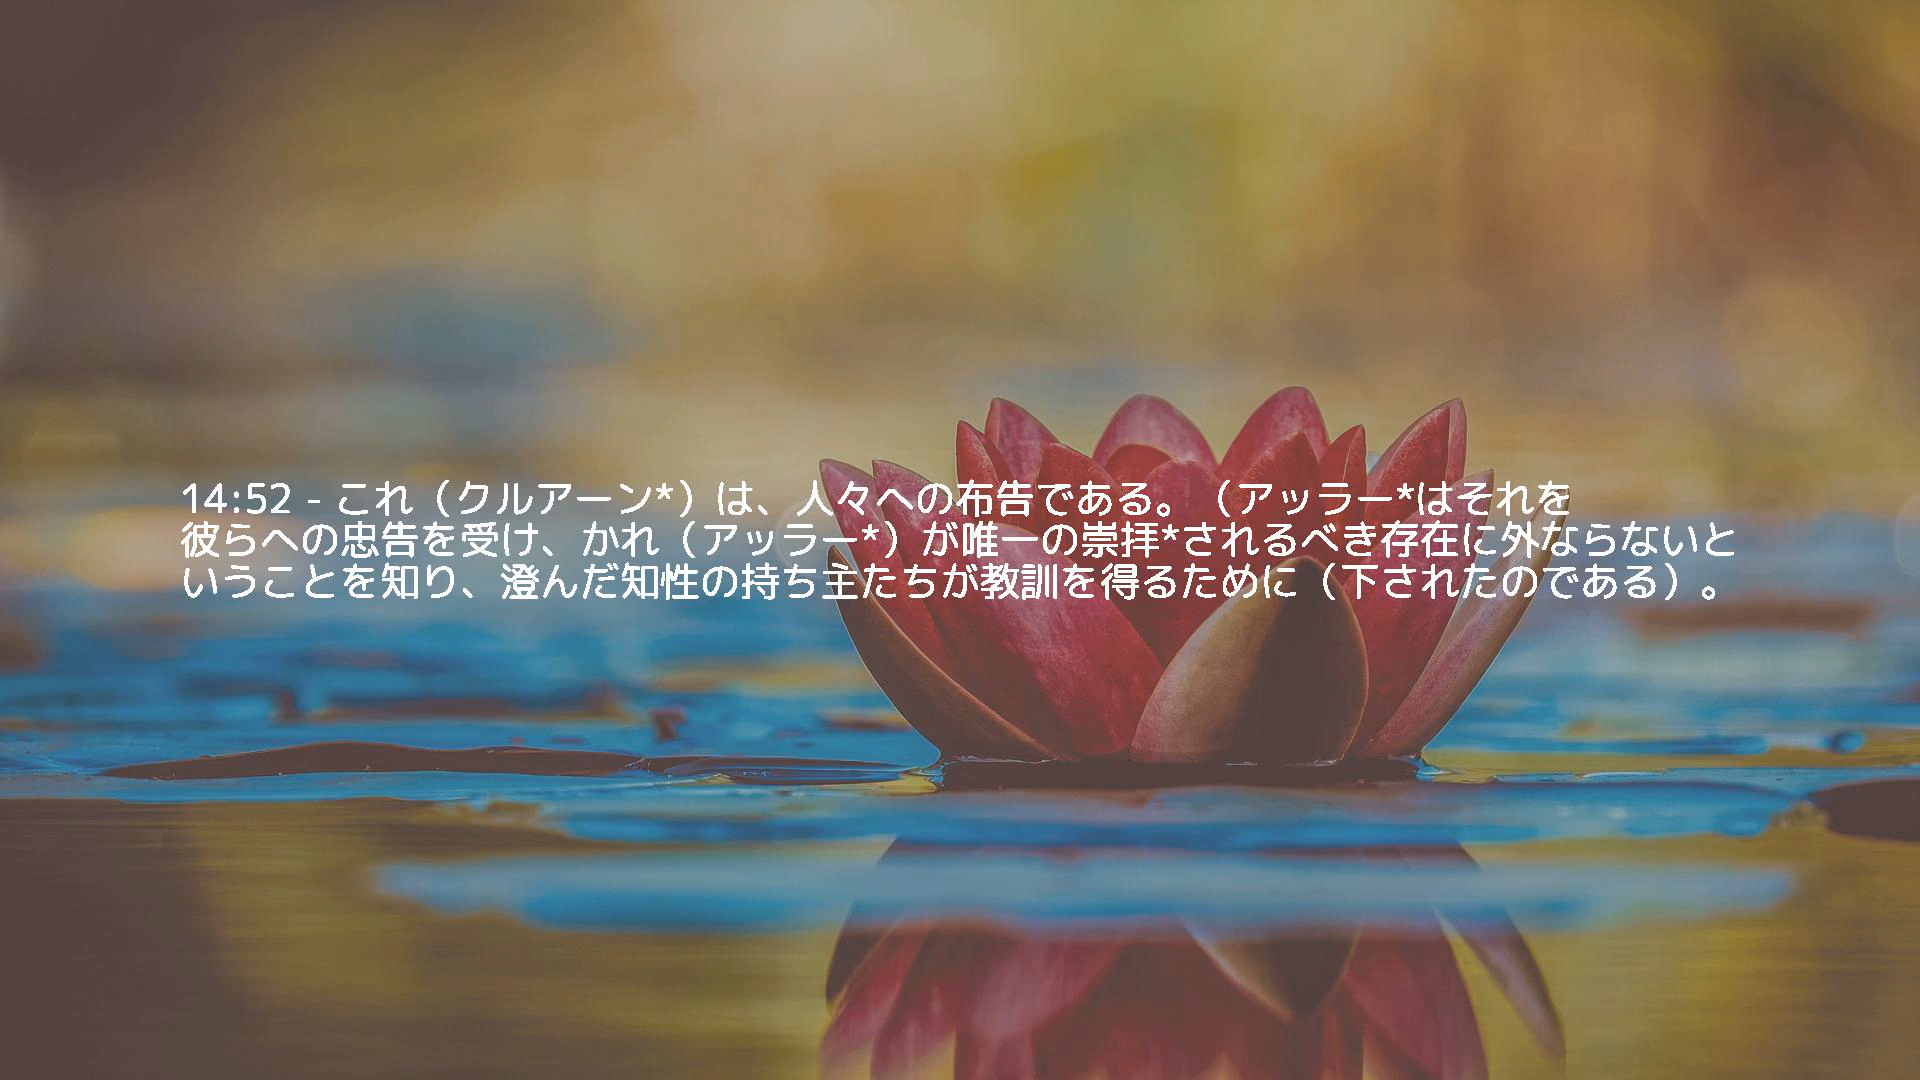 14:52 - これ（クルアーン*）は、人々への布告である。（アッラー*はそれを
彼らへの忠告を受け、かれ（アッラー*）が唯一の崇拝*されるべき存在に外ならないと
いうことを知り、澄んだ知性の持ち主たちが教訓を得るために（下されたのである）。